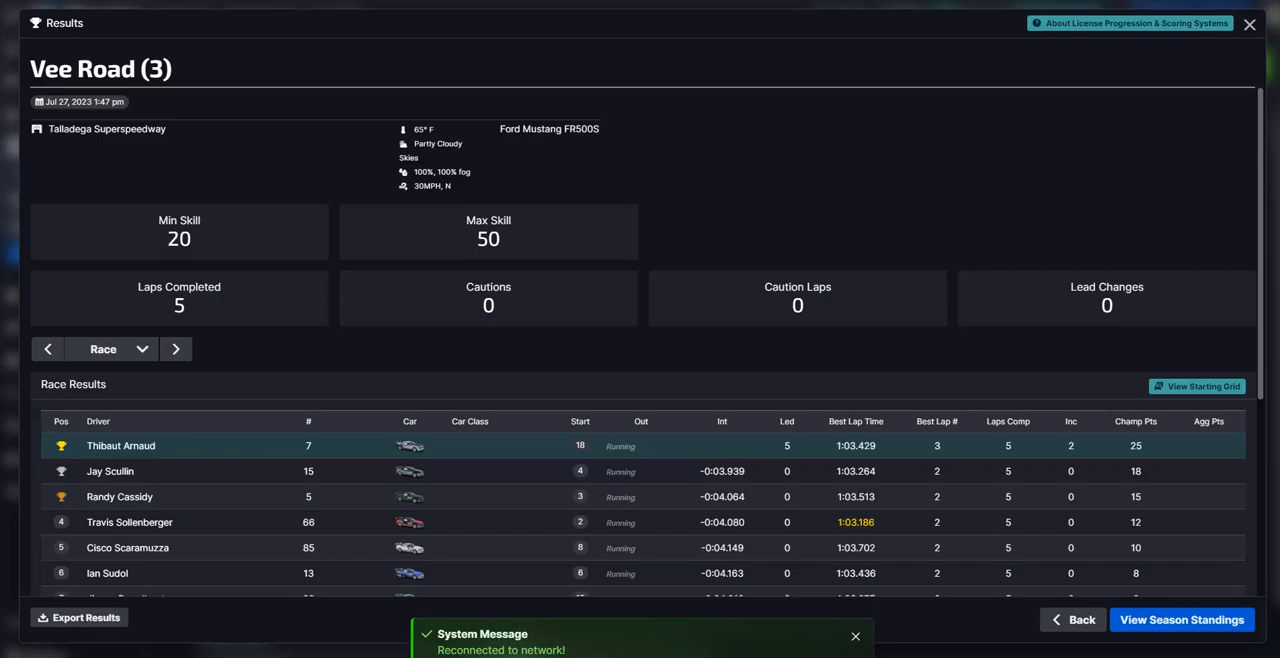 Results
About License Progression & Scoring Systems
Vee Road (3)
Jul 27, 2023 1:47 pm
Talladega Superspeedway
65° F
Partly Cloudy
Skies
100%, 100% fog
30MPH, N
Ford Mustang FR500S
Min Skill
20
Max Skill
50
Laps Completed
5
Cautions
0
Caution Laps
0
Lead Changes
0
Race
Race Results
View Starting Grid
Pos Driver # Car Car Class Start Out Int Led Best Lap Time Best Lap # Laps Comp Inc Champ Pts Agg Pts
Thibaut Arnaud 7 18 Running 5 1:03.429 3 5 2 25
Jay Scullin 15 4 Running -0:03.939 0 1:03.264 2 5 0 18
Randy Cassidy 5 3 Running -0:04.064 0 1:03.513 2 5 0 15
4 Travis Sollenberger 66 2 Running -0:04.080 0 1:03.186 2 5 0 12
5 Cisco Scaramuzza 85 8 Running -0:04.149 0 1:03.702 2 5 0 10
6 Ian Sudol 13 6 Running -0:04.163 0 1:03.436 2 5 0 8
Export Results
Back
View Season Standings
System Message
Reconnected to network!